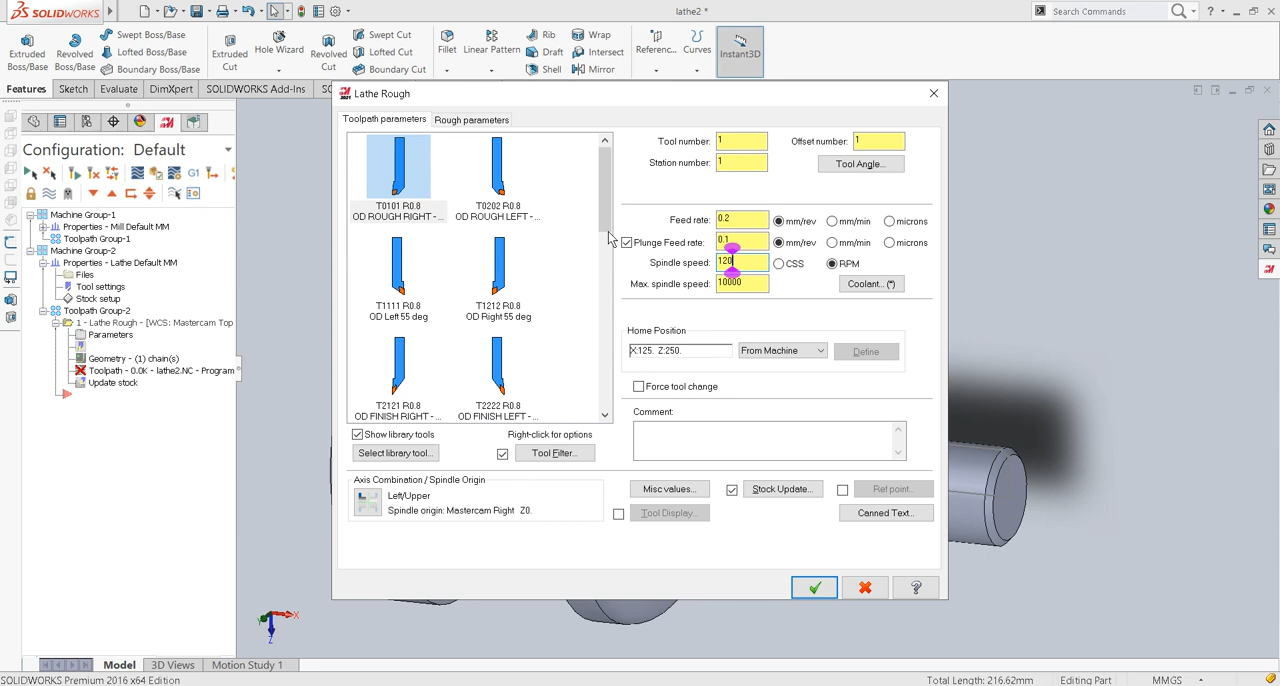 SOLIDWORKS
lathe2 *
Search Commands
Extruded Boss/Base
Revolved Boss/Base
Swept Boss/Base
Lofted Boss/Base
Boundary Boss/Base
Extruded Cut
Hole Wizard
Revolved Cut
Swept Cut
Lofted Cut
Boundary Cut
Fillet
Linear Pattern
Rib
Draft
Shell
Wrap
Intersect
Mirror
Referenc...
Curves
Instant3D
Features
Sketch
Evaluate
DimXpert
SOLIDWORKS Add-Ins
SC
Configuration: Default
G1
Machine Group-1
Properties - Mill Default MM
Toolpath Group-1
Machine Group-2
Properties - Lathe Default MM
Files
Tool settings
Stock setup
Toolpath Group-2
1 - Lathe Rough - [WCS: Mastercam Top
Parameters
Geometry - (1) chain(s)
Toolpath - 0.0K - lathe2.NC - Program
Update stock
2021
Lathe Rough
Toolpath parameters
Rough parameters
T0101 R0.8
OD ROUGH RIGHT - ...
T0202 R0.8
OD ROUGH LEFT - ...
T1111 R0.8
OD Left 55 deg
T1212 R0.8
OD Right 55 deg
T2121 R0.8
OD FINISH RIGHT - ...
T2222 R0.8
OD FINISH LEFT - ...
Tool number: 1
Offset number: 1
Station number: 1
Tool Angle...
Feed rate: 0.2 mm/rev mm/min microns
Plunge Feed rate: 0.1 mm/rev mm/min microns
Spindle speed: 120 CSS RPM
Max. spindle speed: 10000
Coolant... (*)
Home Position
X:125. Z:250.
From Machine
Define
Force tool change
Comment:
Show library tools
Right-click for options
Select library tool...
Tool Filter...
Axis Combination / Spindle Origin
Left/Upper
Spindle origin: Mastercam Right Z0.
Misc values...
Stock Update...
Ref point...
Tool Display...
Canned Text...
X
Z
Model
3D Views
Motion Study 1
SOLIDWORKS Premium 2016 x64 Edition
Total Length: 216.62mm
Editing Part
MMGS